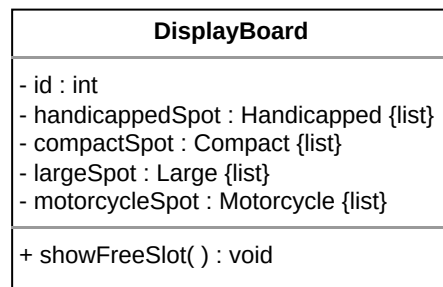 DisplayBoard
- id : int
- handicappedSpot : Handicapped {list}
- compactSpot : Compact {list}
- largeSpot : Large {list}
- motorcycleSpot : Motorcycle {list}
+ showFreeSlot( ) : void